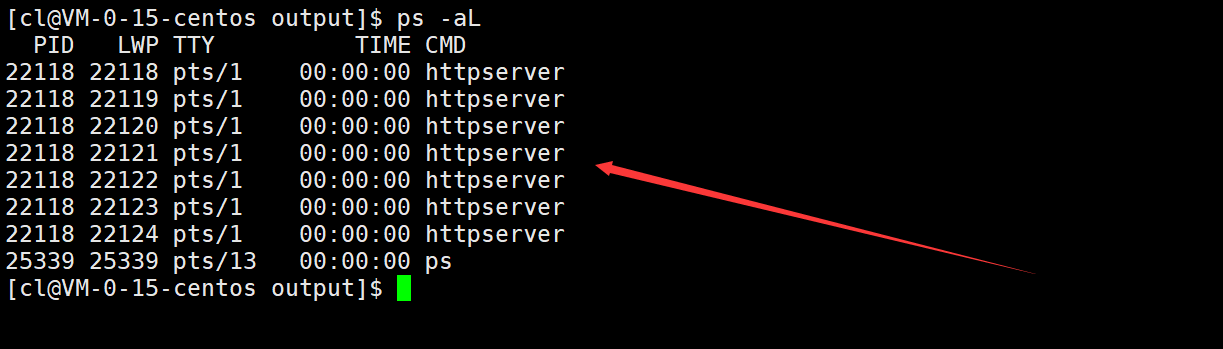 [cl@VM-0-15-centos output]$ ps -aL
  PID   LWP TTY          TIME CMD
22118 22118 pts/1    00:00:00 httpserver
22118 22119 pts/1    00:00:00 httpserver
22118 22120 pts/1    00:00:00 httpserver
22118 22121 pts/1    00:00:00 httpserver
22118 22122 pts/1    00:00:00 httpserver
22118 22123 pts/1    00:00:00 httpserver
22118 22124 pts/1    00:00:00 httpserver
25339 25339 pts/13   00:00:00 ps
[cl@VM-0-15-centos output]$